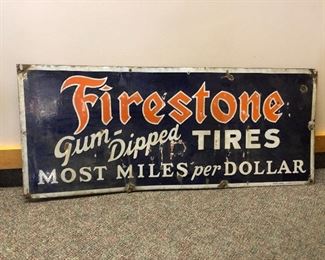 Firestone
Gum-Dipped TIRES
MOST MILES per DOLLAR